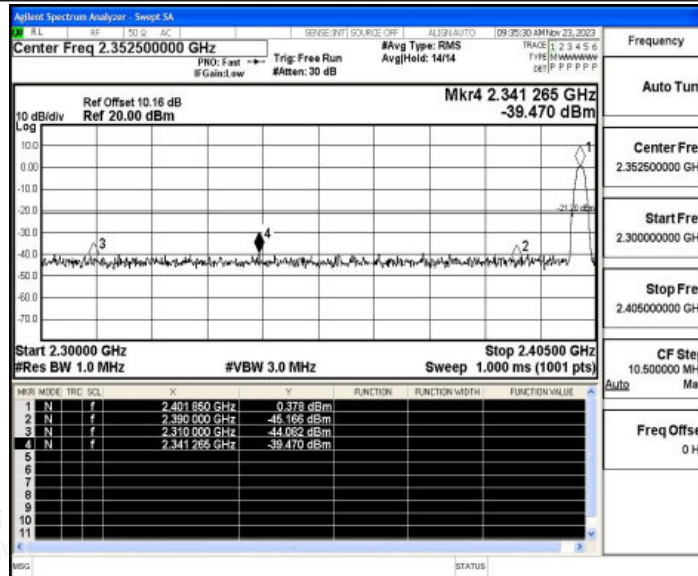 Agilent Spectrum Analyzer - Swept SA
RL RF 50 Ω AC SENSE:INT SOURCE OFF ALIGNAUTO 09:35:30 AM Nov 23, 2023
Center Freq 2.352500000 GHz #Avg Type: RMS TRACE 1 2 3 4 5 6 Frequency
PNO: Fast Trig: Free Run Avg|Hold: 14/14 TYPE M
IFGain:Low #Atten: 30 dB DET P P P P P P
Auto Tun
Mkr4 2.341 265 GHz
Ref Offset 10.16 dB
10 dB/div Ref 20.00 dBm -39.470 dBm
Log
10.0 1
0.00
-10.0
-20.0 -21.20 dBm
-30.0
-40.0 3 4 2
-50.0
-60.0
-70.0
Center Fre
2.352500000 GH
Start Fre
2.300000000 GH
Stop Fre
2.405000000 GH
Start 2.30000 GHz Stop 2.40500 GHz
#Res BW 1.0 MHz #VBW 3.0 MHz Sweep 1.000 ms (1001 pts)
CF Step
10.500000 MH
Auto Ma
MKR MODE TRC SCL X Y FUNCTION FUNCTION WIDTH FUNCTION VALUE
1 N f 2.401 850 GHz 0.378 dBm
2 N f 2.390 000 GHz -45.166 dBm
3 N f 2.310 000 GHz -44.082 dBm
4 N f 2.341 265 GHz -39.470 dBm
5
6
7
8
9
10
11
Freq Offse
0 H
MSG STATUS